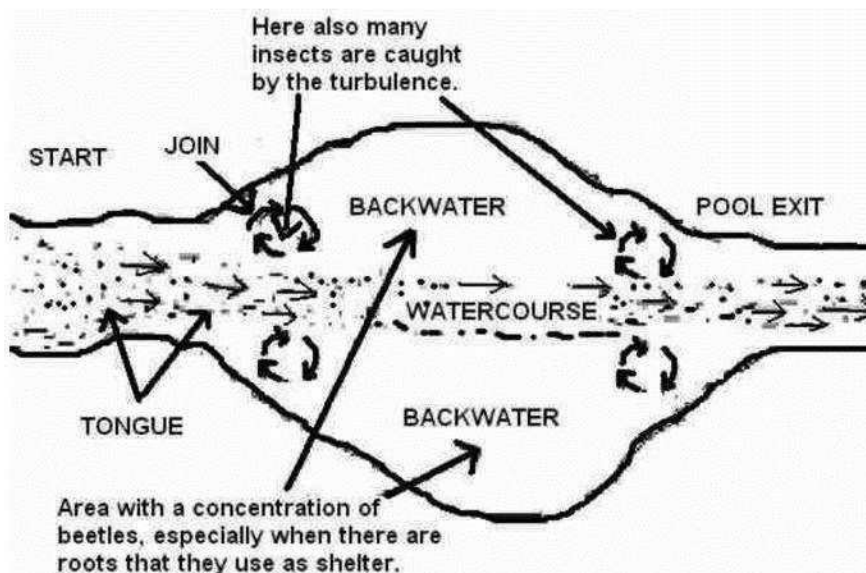 Here also many
insects are caught
by the turbulence.
START
JOIN
BACKWATER
POOL EXIT
WATERCOURSE
TONGUE
BACKWATER
Area with a concentration of
beetles, especially when there are
roots that they use as shelter.